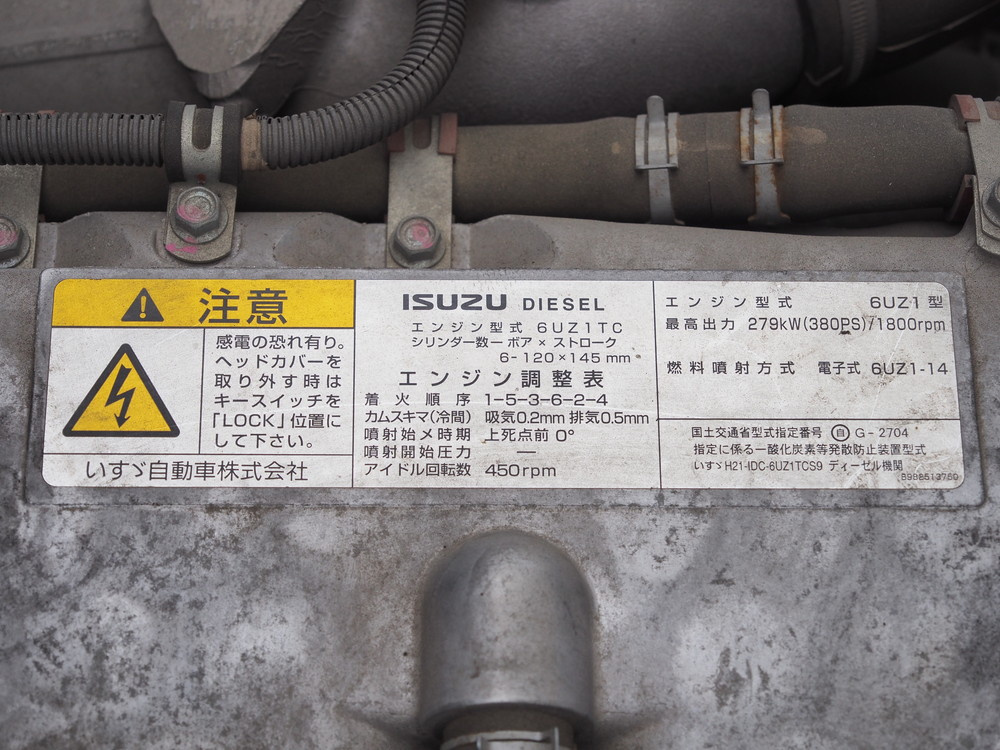 注意
感電の恐れ有り。
ヘッドカバーを
取り外す時は
キースイッチを
「LOCK」位置に
して下さい。
いすゞ自動車株式会社
ISUZU DIESEL
エンジン型式 6UZ1TC
シリンダー数ー ボア × ストローク
6-120×145mm
エンジン調整表
着火順序 1-5-3-6-2-4
カムスキマ(冷間) 吸気0.2mm 排気0.5mm
噴射始メ時期 上死点前 0°
噴射開始圧力 ―
アイドル回転数 450rpm
エンジン型式 6UZ1型
最高出力 279kW(380PS)/1800rpm
燃料噴射方式 電子式 6UZ1-14
国土交通省型式指定番号 自 G-2704
指定に係る一酸化炭素等発散防止装置型式
いすゞH21-IDC-6UZ1TCS9 ディーゼル機関